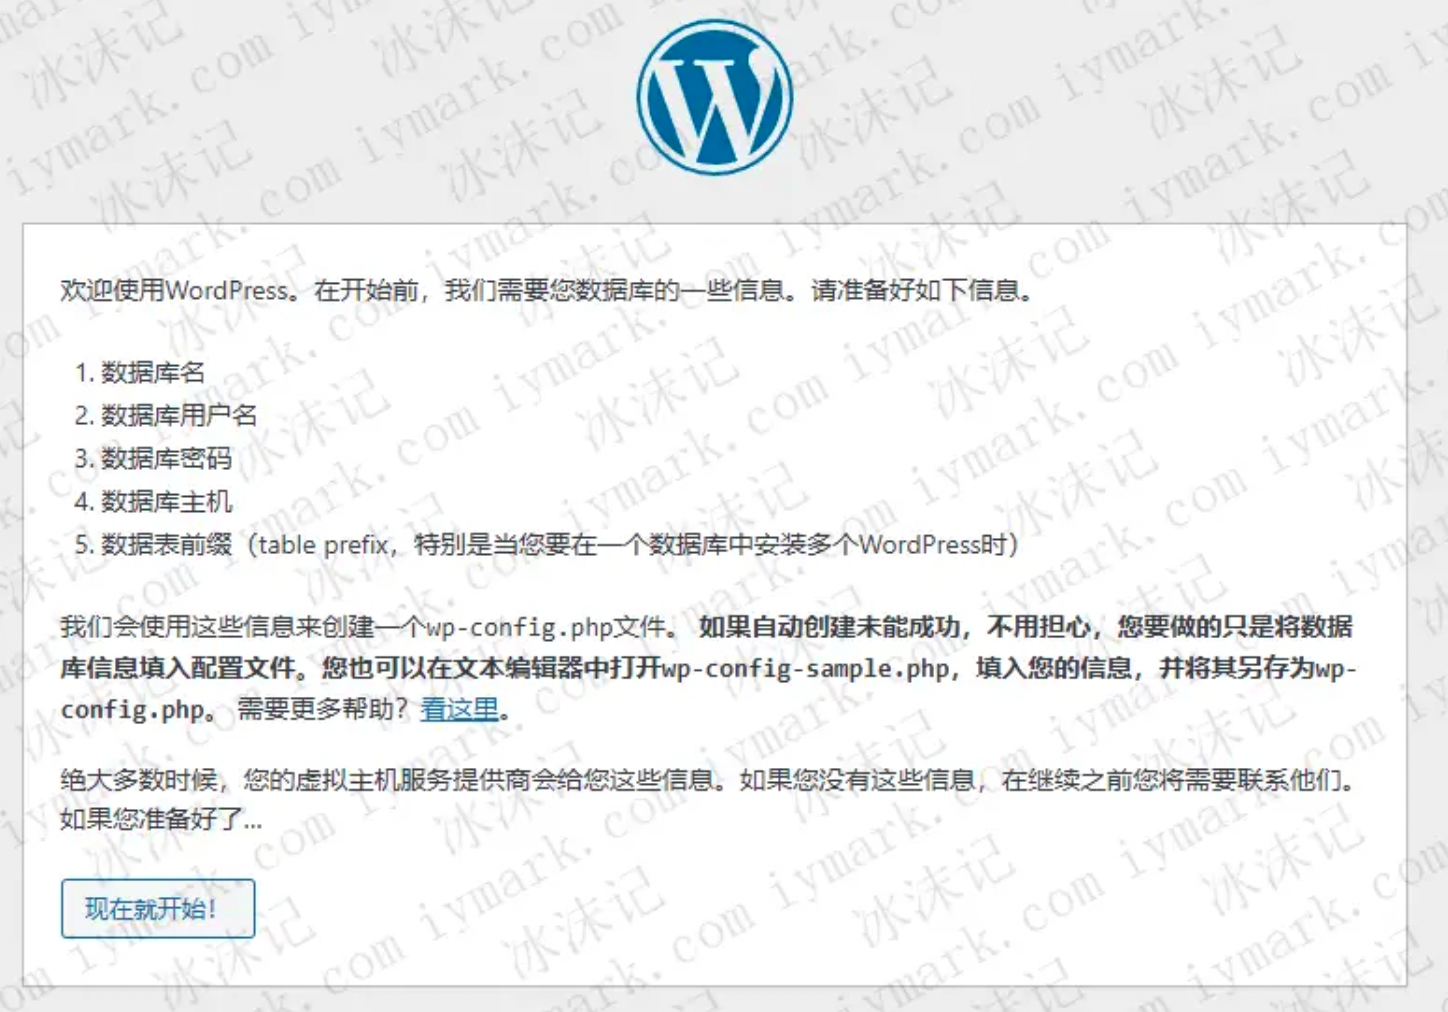 欢迎使用WordPress。在开始前，我们需要您数据库的一些信息。请准备好如下信息。
1. 数据库名
2. 数据库用户名
3. 数据库密码
4. 数据库主机
5. 数据表前缀（table prefix，特别是当您要在一个数据库中安装多个WordPress时）
我们会使用这些信息来创建一个wp-config.php文件。 如果自动创建未能成功，不用担心，您要做的只是将数据
库信息填入配置文件。您也可以在文本编辑器中打开wp-config-sample.php，填入您的信息，并将其另存为wp-
config.php。 需要更多帮助？看这里。
绝大多数时候，您的虚拟主机服务提供商会给您这些信息。如果您没有这些信息，在继续之前您将需要联系他们。
如果您准备好了...
现在就开始！
冰沫记 iymark.com